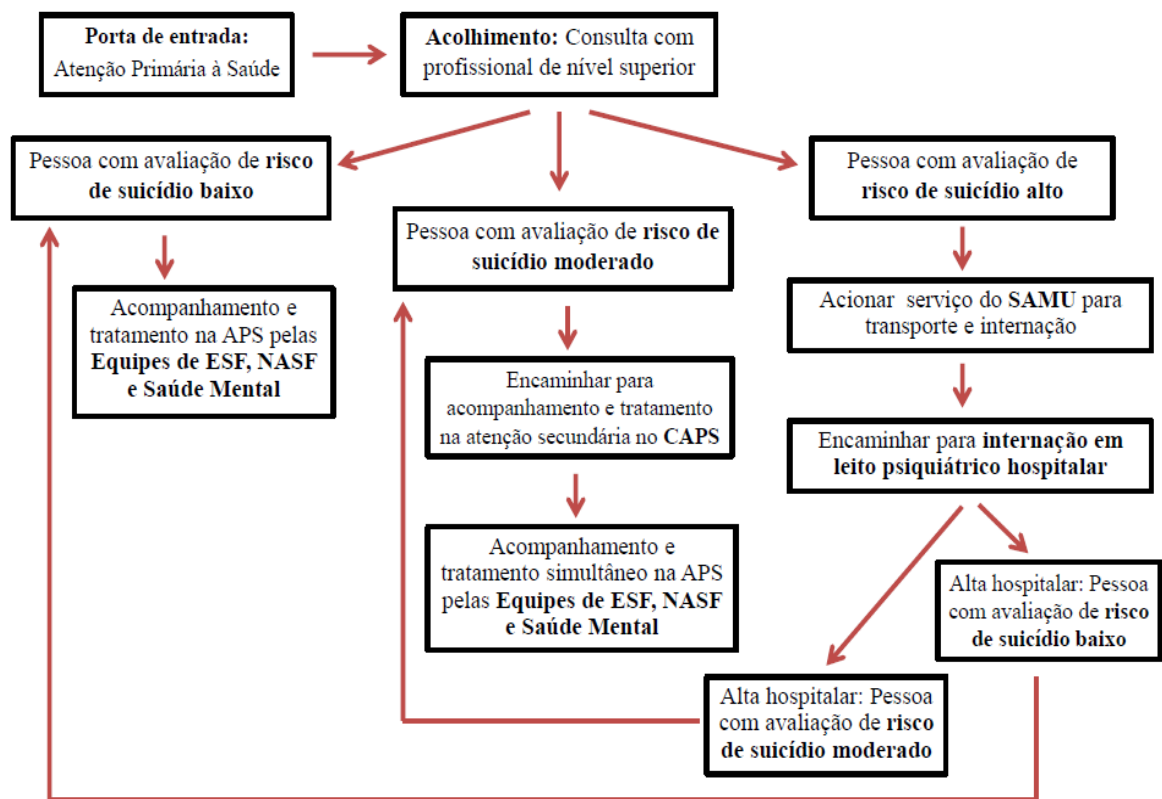 Porta de entrada:
Atenção Primária à Saúde
Acolhimento: Consulta com
profissional de nível superior
Pessoa com avaliação de risco
de suicídio baixo
Acompanhamento e
tratamento na APS pelas
Equipes de ESF, NASF
e Saúde Mental
Pessoa com avaliação de risco de
suicídio moderado
Encaminhar para
acompanhamento e tratamento
na atenção secundária no CAPS
Acompanhamento e
tratamento simultâneo na APS
pelas Equipes de ESF, NASF
e Saúde Mental
Pessoa com avaliação de
risco de suicídio alto
Acionar serviço do SAMU para
transporte e internação
Encaminhar para internação em
leito psiquiátrico hospitalar
Alta hospitalar: Pessoa
com avaliação de risco
de suicídio baixo
Alta hospitalar: Pessoa
com avaliação de risco
de suicídio moderado